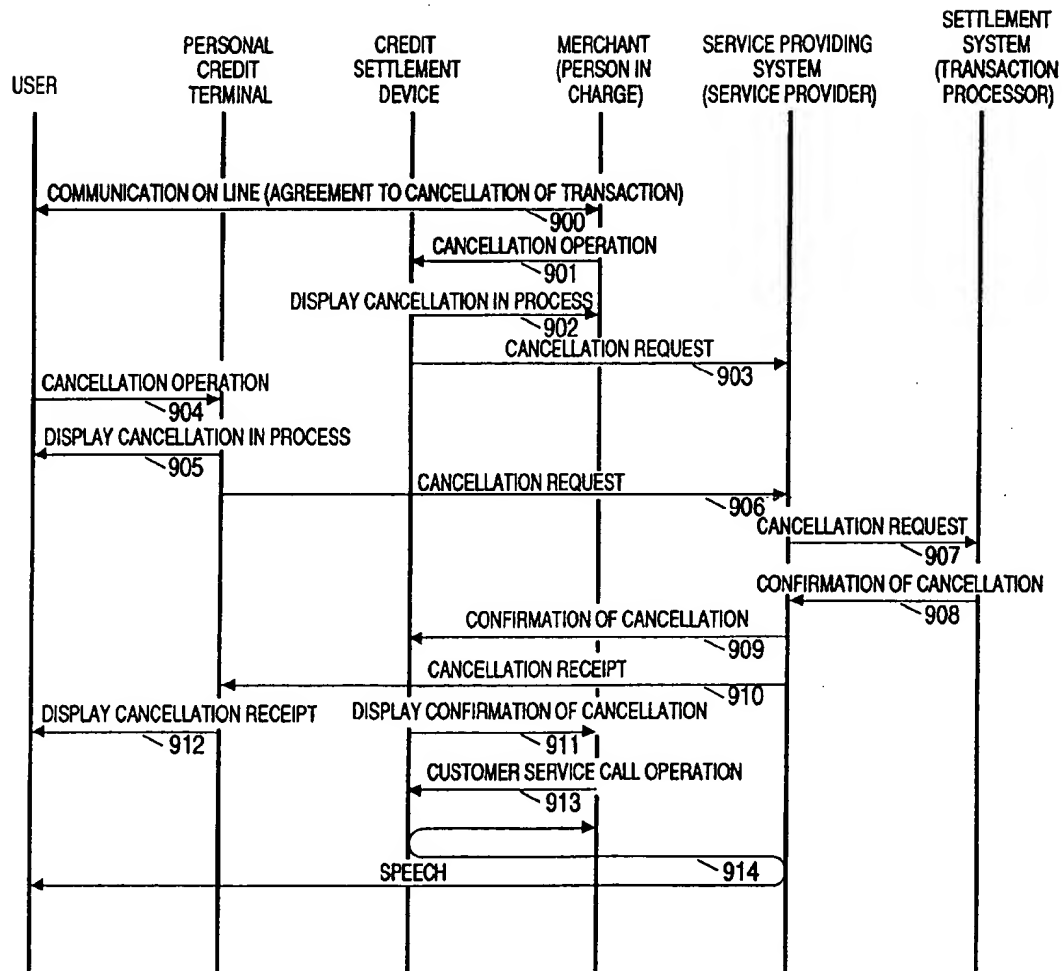 USER
PERSONAL
CREDIT
TERMINAL
CREDIT
SETTLEMENT
DEVICE
MERCHANT
(PERSON IN
CHARGE)
SERVICE PROVIDING
SYSTEM
(SERVICE PROVIDER)
SETTLEMENT
SYSTEM
(TRANSACTION
PROCESSOR)
COMMUNICATION ON LINE (AGREEMENT TO CANCELLATION OF TRANSACTION)
900
CANCELLATION OPERATION
901
DISPLAY CANCELLATION IN PROCESS
902
CANCELLATION REQUEST
903
CANCELLATION OPERATION
904
DISPLAY CANCELLATION IN PROCESS
905
CANCELLATION REQUEST
906
CANCELLATION REQUEST
907
CONFIRMATION OF CANCELLATION
908
CONFIRMATION OF CANCELLATION
909
CANCELLATION RECEIPT
910
DISPLAY CANCELLATION RECEIPT
912
DISPLAY CONFIRMATION OF CANCELLATION
911
CUSTOMER SERVICE CALL OPERATION
913
SPEECH
914